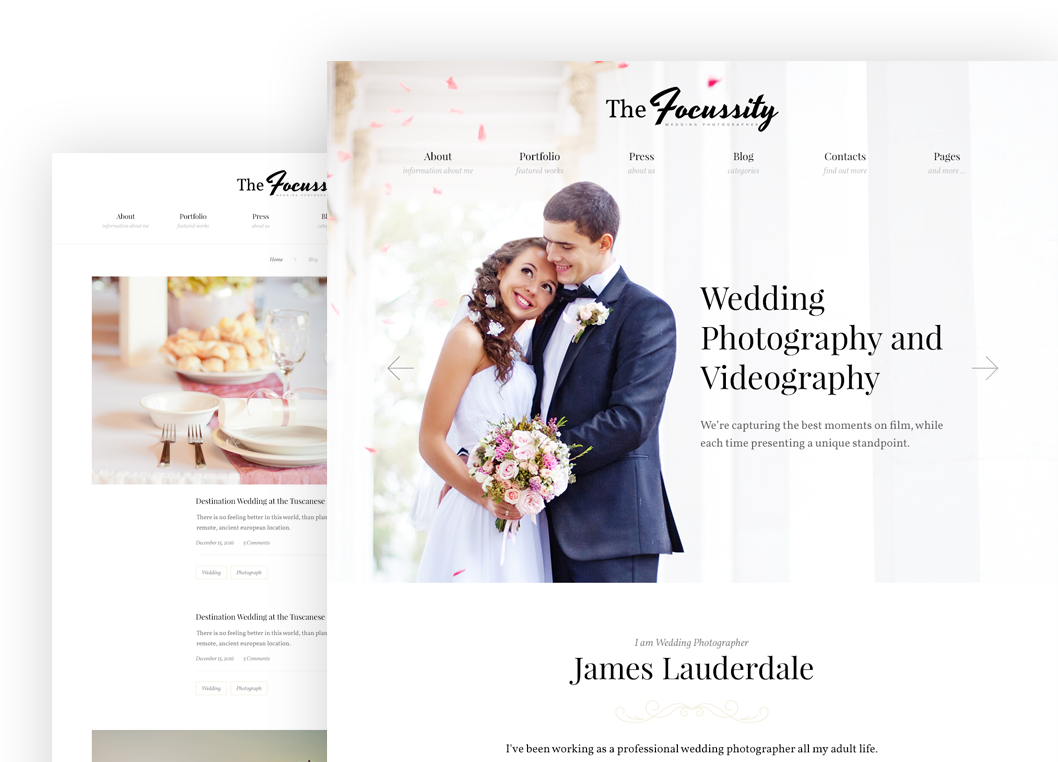 The Focussity
WEDDING PHOTOGRAPHER
About Portfolio Press Blog Contacts Pages
information about me featured works about us categories find out more and more ...
Wedding
Photography and
Videography
We're capturing the best moments on film, while
each time presenting a unique standpoint.
I am Wedding Photographer
James Lauderdale
I've been working as a professional wedding photographer all my adult life.
The Focuss
About Portfolio Press Bl
information about me featured works about us
Home Blog
Destination Wedding at the Tuscanese
There is no feeling better in this world, than plan
remote, ancient european location.
December 15, 2016 5 Comments
Wedding Photograph
Destination Wedding at the Tuscanese
There is no feeling better in this world, than plan
remote, ancient european location.
December 15, 2016 5 Comments
Wedding Photograph